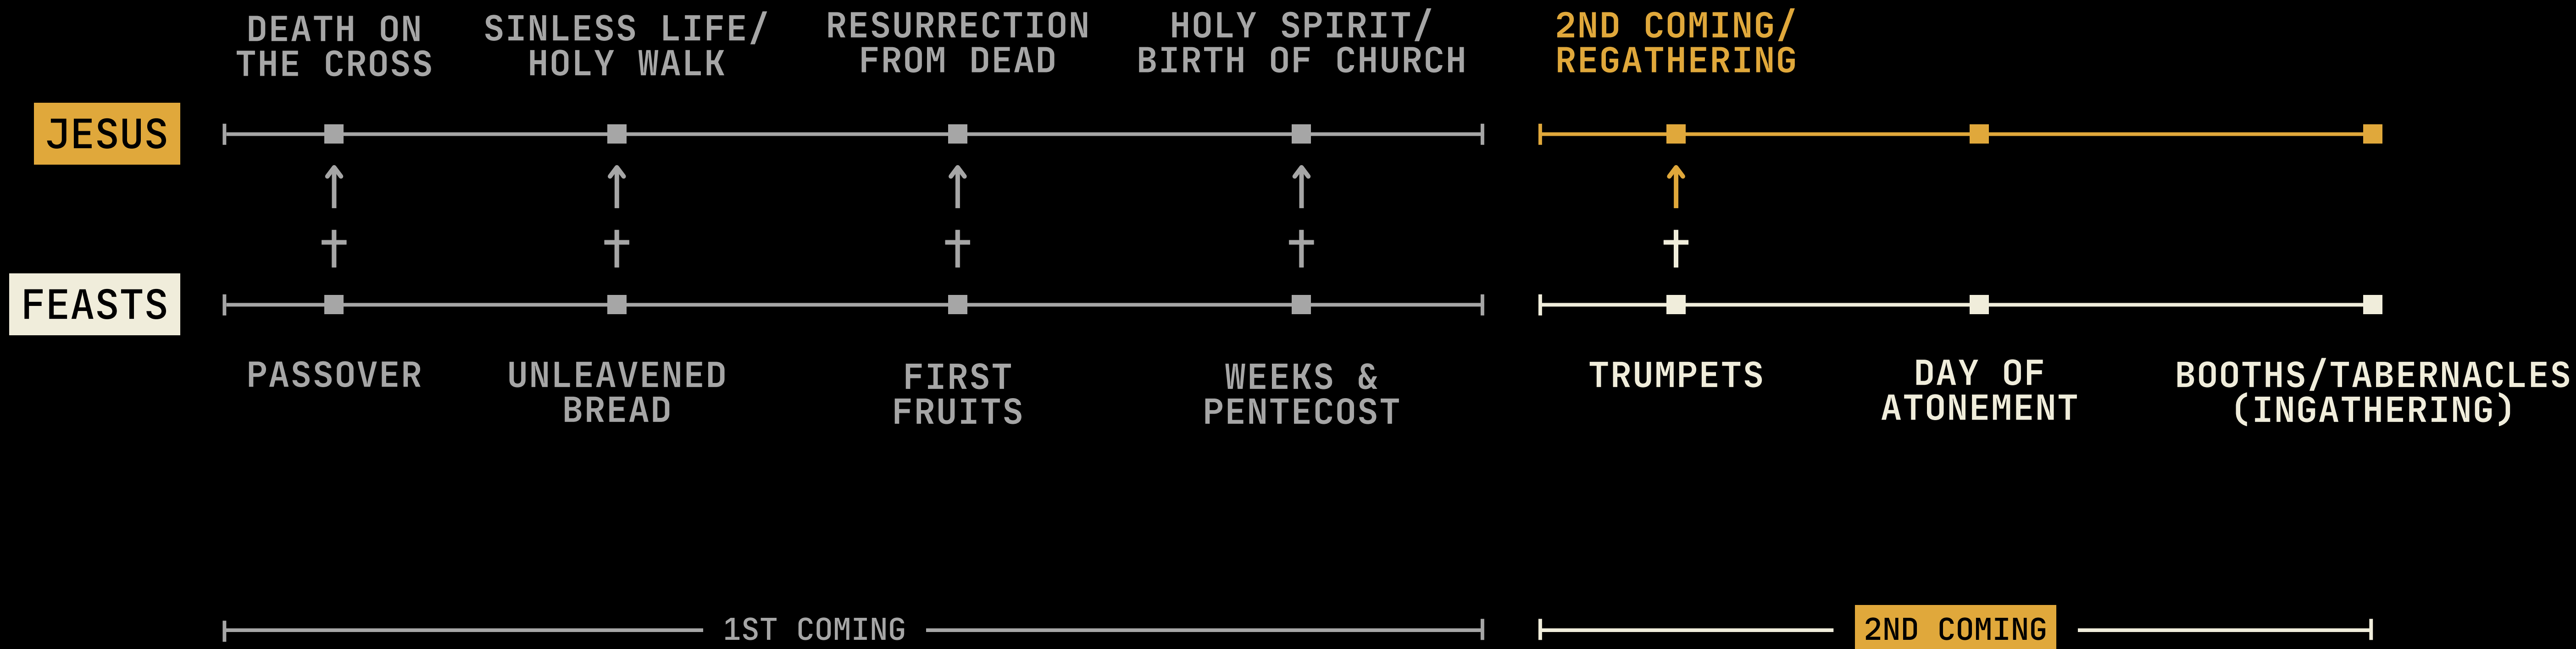 DEATH ON
THE CROSS
SINLESS LIFE/
HOLY WALK
RESURRECTION
FROM DEAD
HOLY SPIRIT/
BIRTH OF CHURCH
2ND COMING/
REGATHERING
JESUS
FEASTS
PASSOVER
UNLEAVENED
BREAD
FIRST
FRUITS
WEEKS &
PENTECOST
TRUMPETS
DAY OF
ATONEMENT
BOOTHS/TABERNACLES
(INGATHERING)
1ST COMING
2ND COMING